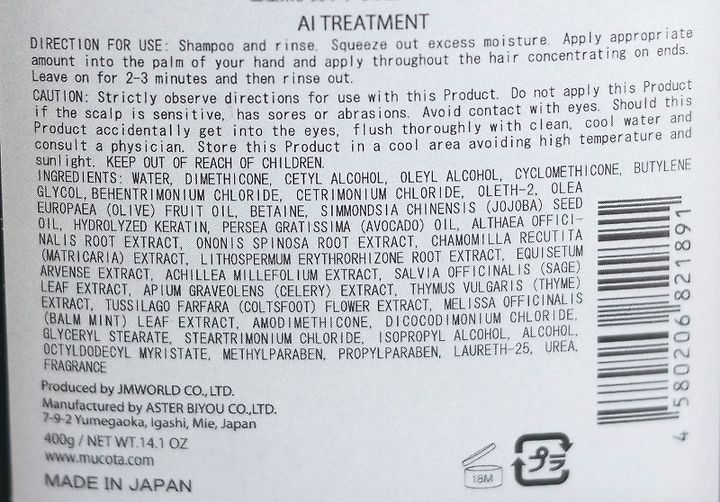 AI TREATMENT
DIRECTION FOR USE: Shampoo and rinse. Squeeze out excess moisture. Apply appropriate
amount into the palm of your hand and apply throughout the hair concentrating on ends.
Leave on for 2-3 minutes and then rinse out.
CAUTION: Strictly observe directions for use with this Product. Do not apply this Product
if the scalp is sensitive, has sores or abrasions. Avoid contact with eyes. Should this
Product accidentally get into the eyes, flush thoroughly with clean, cool water and
consult a physician. Store this Product in a cool area avoiding high temperature and
sunlight. KEEP OUT OF REACH OF CHILDREN.
INGREDIENTS: WATER, DIMETHICONE, CETYL ALCOHOL, OLEYL ALCOHOL, CYCLOMETHICONE, BUTYLENE
GLYCOL, BEHENTRIMONIUM CHLORIDE, CETRIMONIUM CHLORIDE, OLETH-2, OLEA
EUROPAEA (OLIVE) FRUIT OIL, BETAINE, SIMMONDSIA CHINENSIS (JOJOBA) SEED
OIL, HYDROLYZED KERATIN, PERSEA GRATISSIMA (AVOCADO) OIL, ALTHAEA OFFICI-
NALIS ROOT EXTRACT, ONONIS SPINOSA ROOT EXTRACT, CHAMOMILLA RECUTITA
(MATRICARIA) EXTRACT, LITHOSPERMUM ERYTHRORHIZONE ROOT EXTRACT, EQUISETUM
ARVENSE EXTRACT, ACHILLEA MILLEFOLIUM EXTRACT, SALVIA OFFICINALIS (SAGE)
LEAF EXTRACT, APIUM GRAVEOLENS (CELERY) EXTRACT, THYMUS VULGARIS (THYME)
EXTRACT, TUSSILAGO FARFARA (COLTSFOOT) FLOWER EXTRACT, MELISSA OFFICINALIS
(BALM MINT) LEAF EXTRACT, AMODIMETHICONE, DICOCODIMONIUM CHLORIDE,
GLYCERYL STEARATE, STEARTRIMONIUM CHLORIDE, ISOPROPYL ALCOHOL, ALCOHOL,
OCTYLDODECYL MYRISTATE, METHYLPARABEN, PROPYLPARABEN, LAURETH-25, UREA,
FRAGRANCE
Produced by JMWORLD CO., LTD.
Manufactured by ASTER BIYOU CO.,LTD.
7-9-2 Yumegaoka, Igashi, Mie, Japan
400g / NET WT.14.1 OZ
www.mucota.com
MADE IN JAPAN
4 580206 821891
18M
プラ